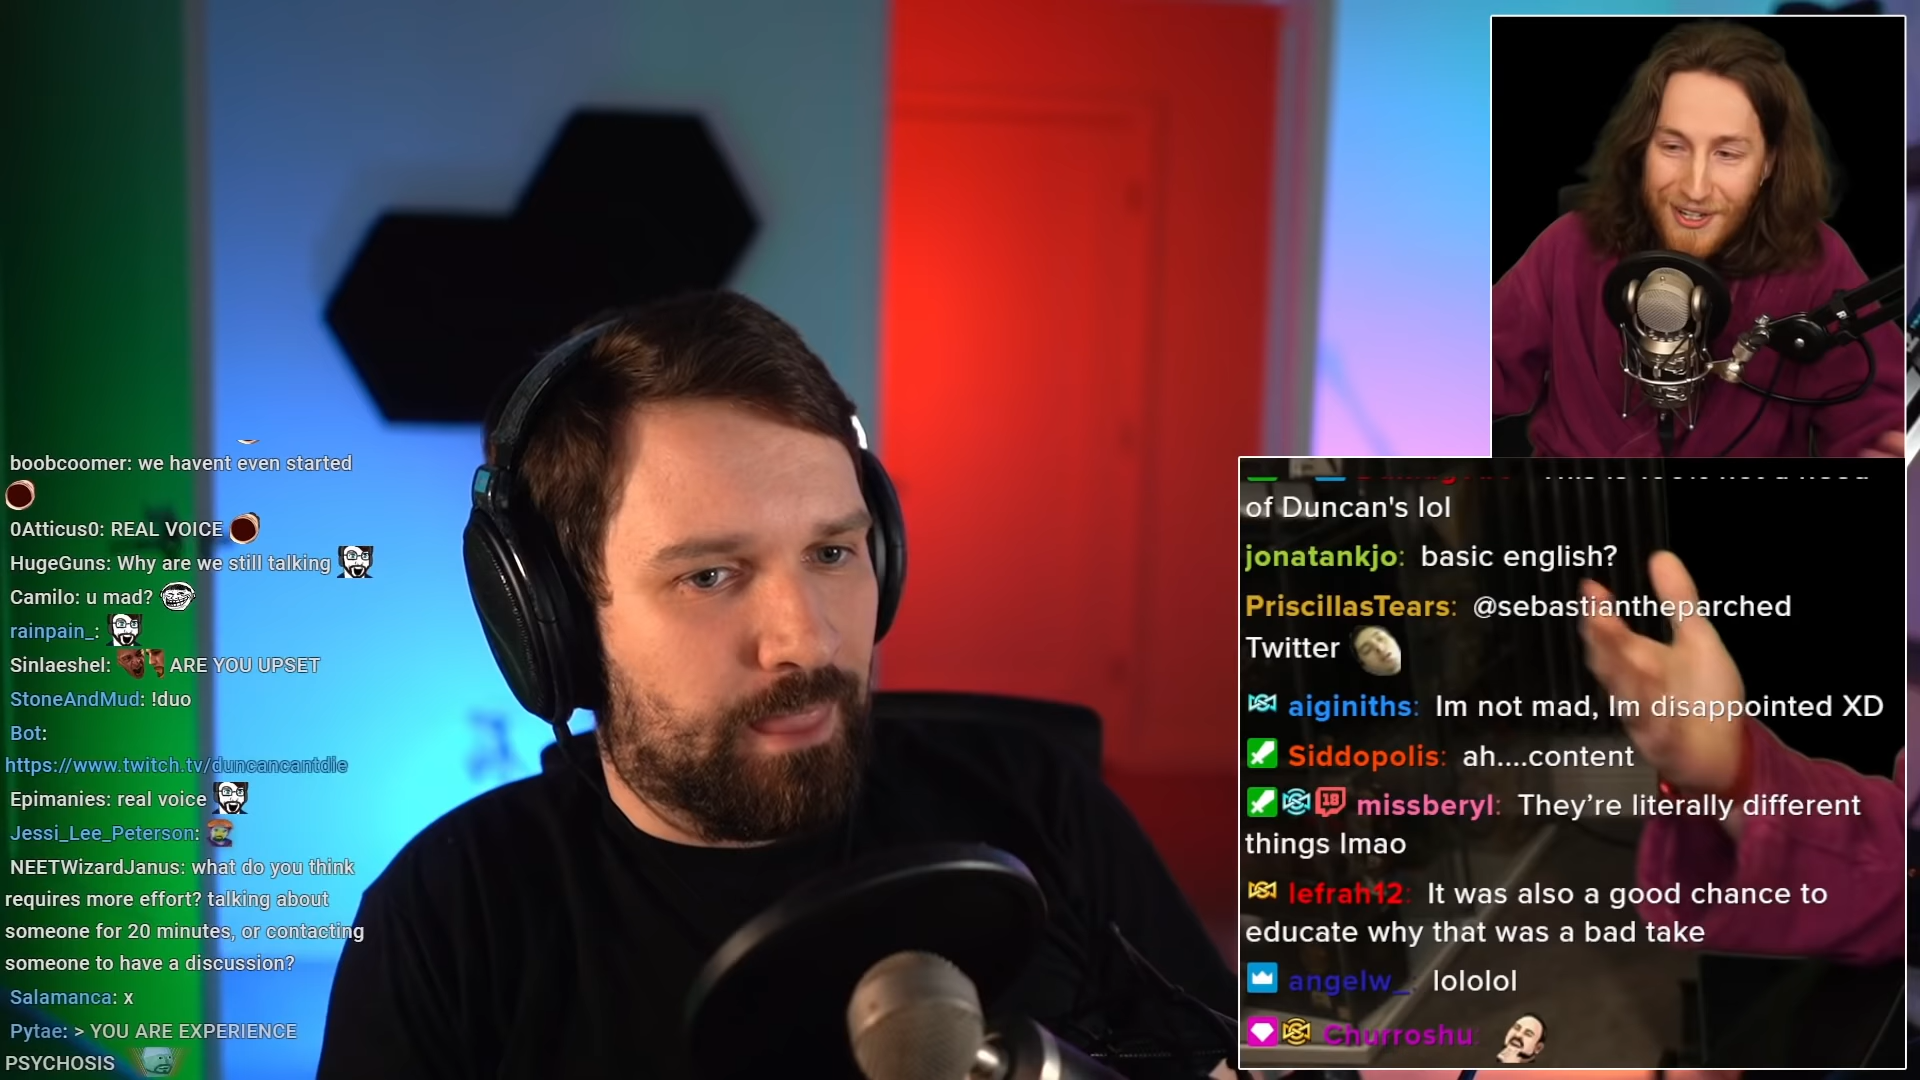 boobcoomer: we havent even started
0Atticus0: REAL VOICE
HugeGuns: Why are we still talking
Camilo: u mad?
rainpain_:
Sinlaeshel: ARE YOU UPSET
StoneAndMud: !duo
Bot:
https://www.twitch.tv/duncancantdie
Epimanies: real voice
Jessi_Lee_Peterson:
NEETWizardJanus: what do you think
requires more effort? talking about
someone for 20 minutes, or contacting
someone to have a discussion?
Salamanca: x
Pytae: > YOU ARE EXPERIENCE
PSYCHOSIS
of Duncan's lol
jonatankjo: basic english?
PriscillasTears: @sebastiantheparched
Twitter
aiginiths: Im not mad, Im disappointed XD
Siddopolis: ah....content
18 missberyl: They’re literally different
things lmao
lefrah12: It was also a good chance to
educate why that was a bad take
angelw_: lololol
Churroshu: